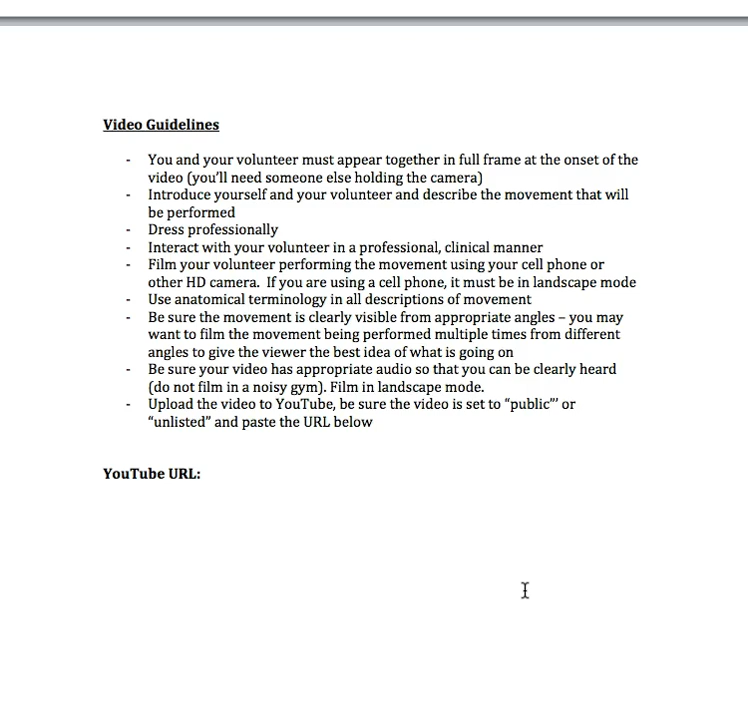 Video Guidelines
- You and your volunteer must appear together in full frame at the onset of the
video (you'll need someone else holding the camera)
- Introduce yourself and your volunteer and describe the movement that will
be performed
- Dress professionally
- Interact with your volunteer in a professional, clinical manner
- Film your volunteer performing the movement using your cell phone or
other HD camera.  If you are using a cell phone, it must be in landscape mode
- Use anatomical terminology in all descriptions of movement
- Be sure the movement is clearly visible from appropriate angles – you may
want to film the movement being performed multiple times from different
angles to give the viewer the best idea of what is going on
- Be sure your video has appropriate audio so that you can be clearly heard
(do not film in a noisy gym). Film in landscape mode.
- Upload the video to YouTube, be sure the video is set to “public”’ or
“unlisted” and paste the URL below
YouTube URL: